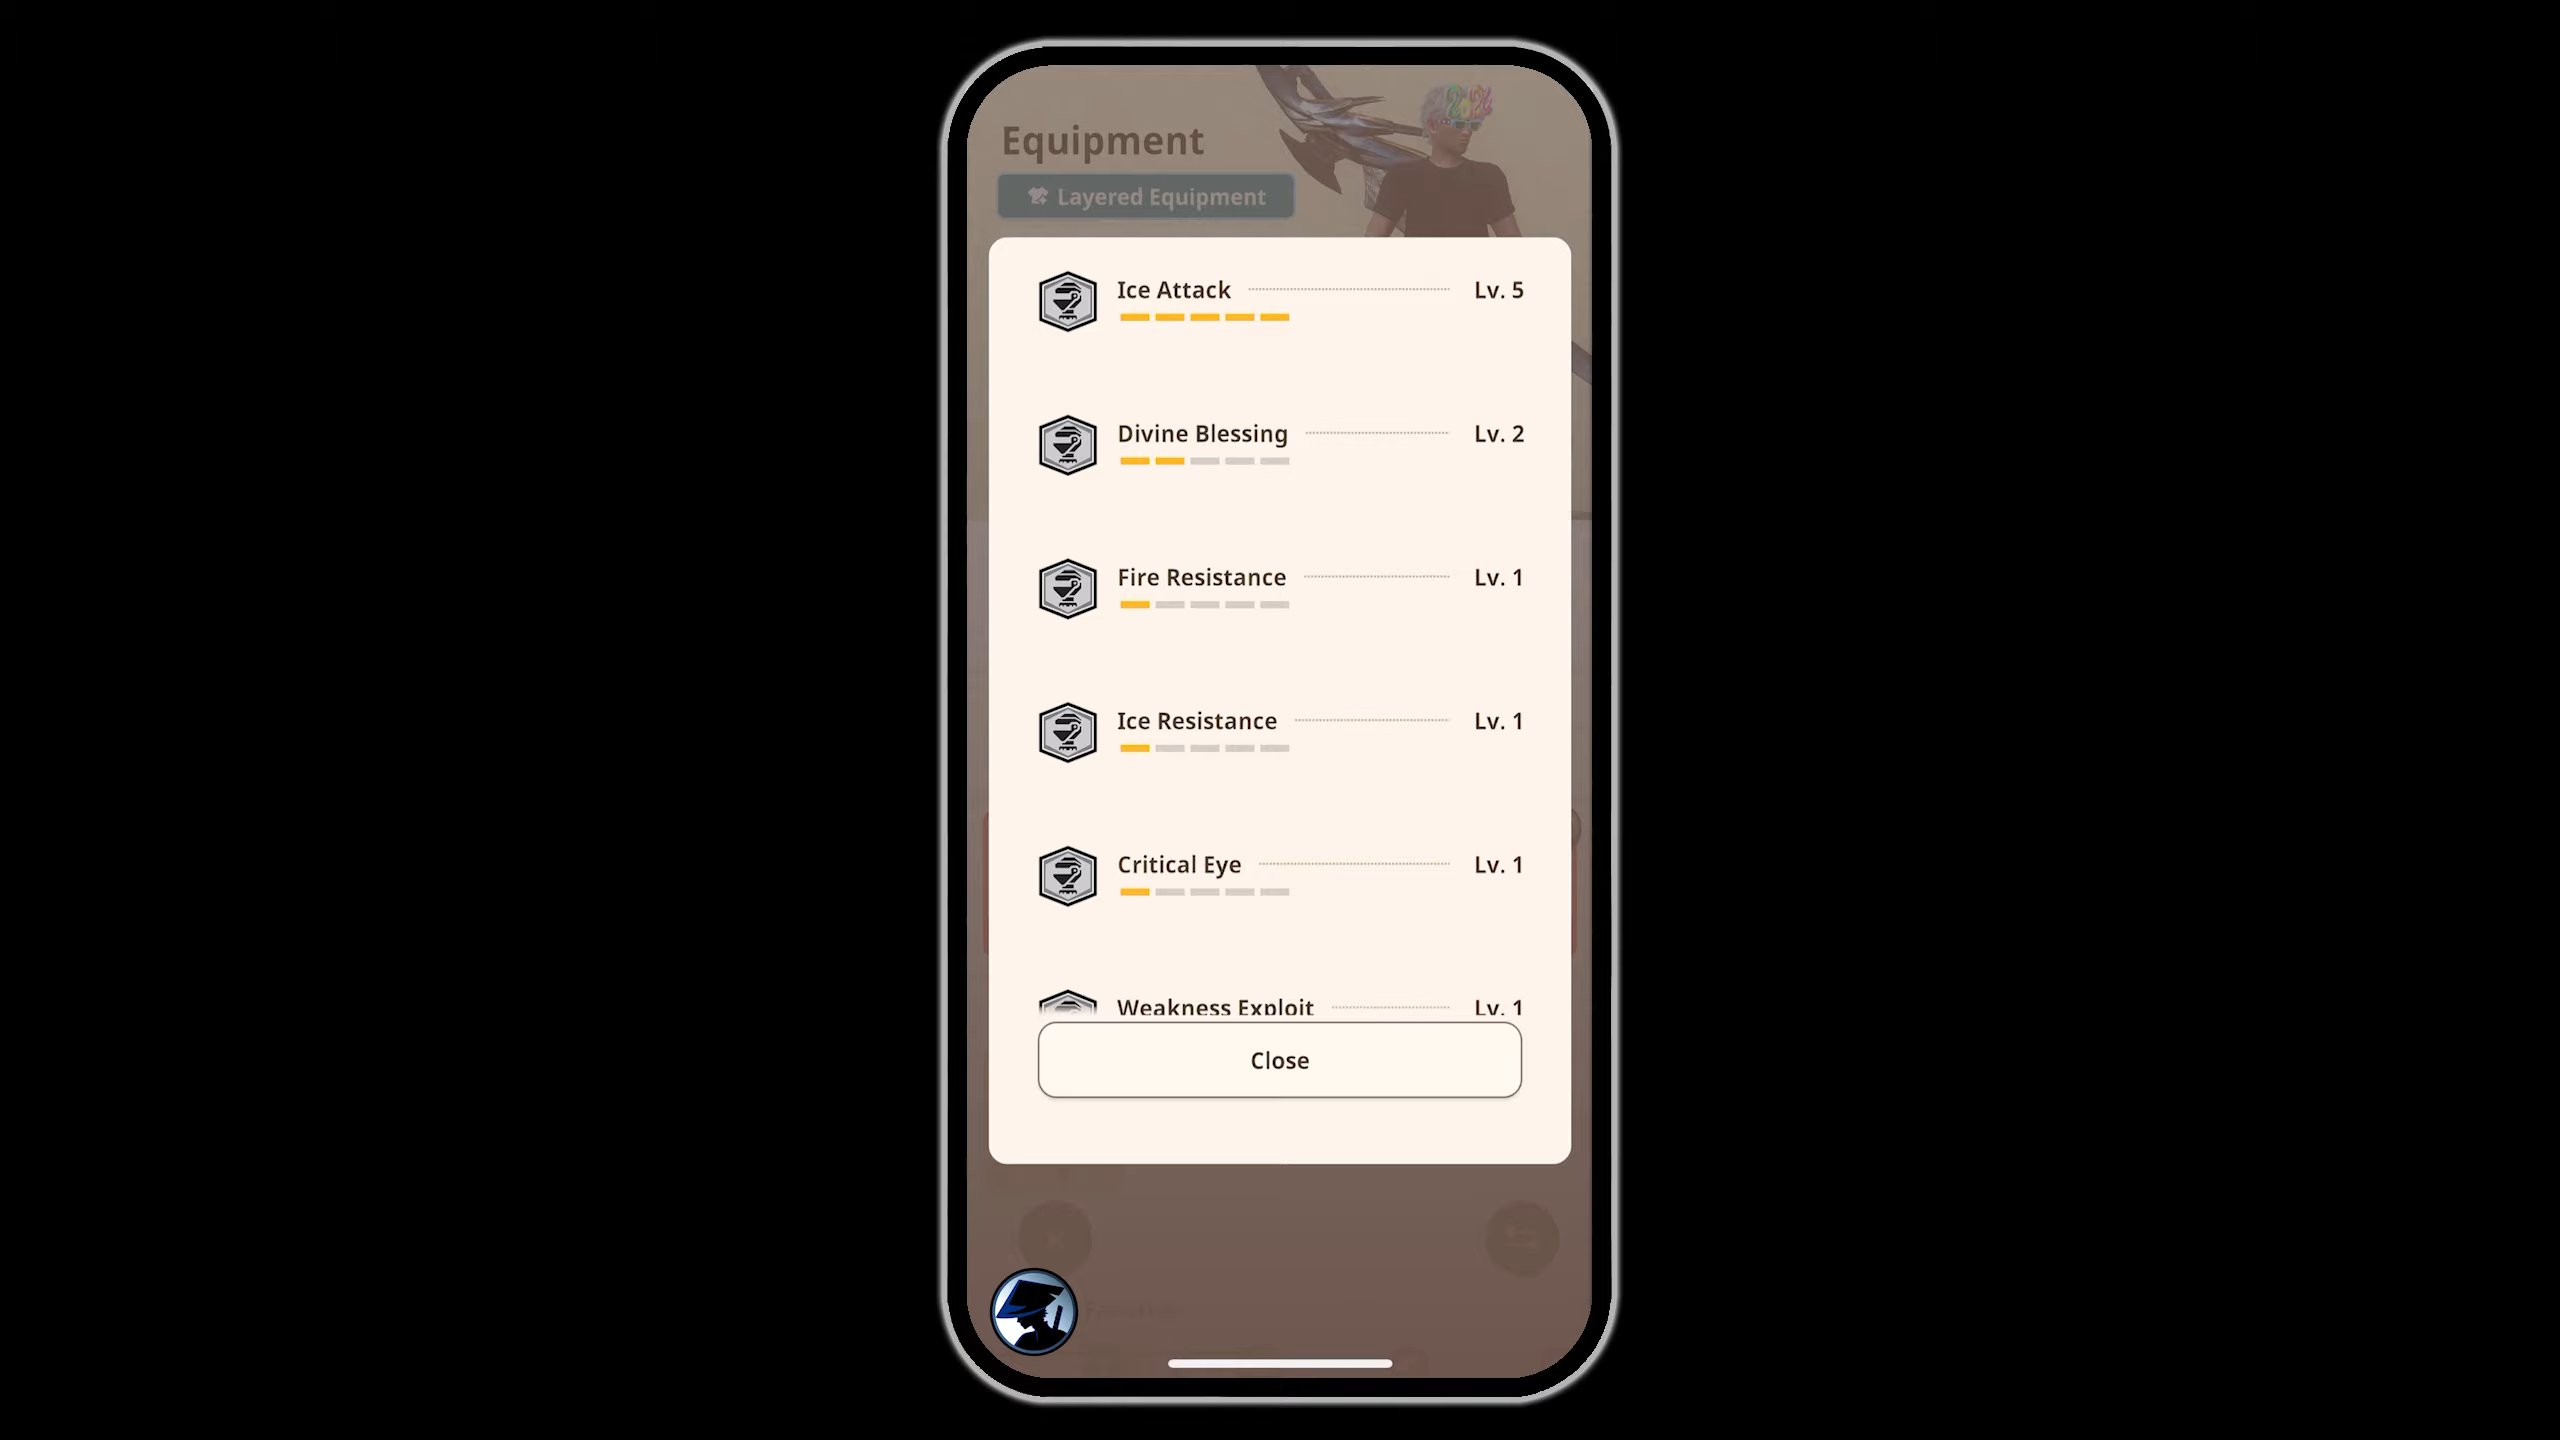 Equipment
Layered Equipment
Ice Attack Lv. 5
Divine Blessing Lv. 2
Fire Resistance Lv. 1
Ice Resistance Lv. 1
Critical Eye Lv. 1
Weakness Exploit Lv. 1
Close